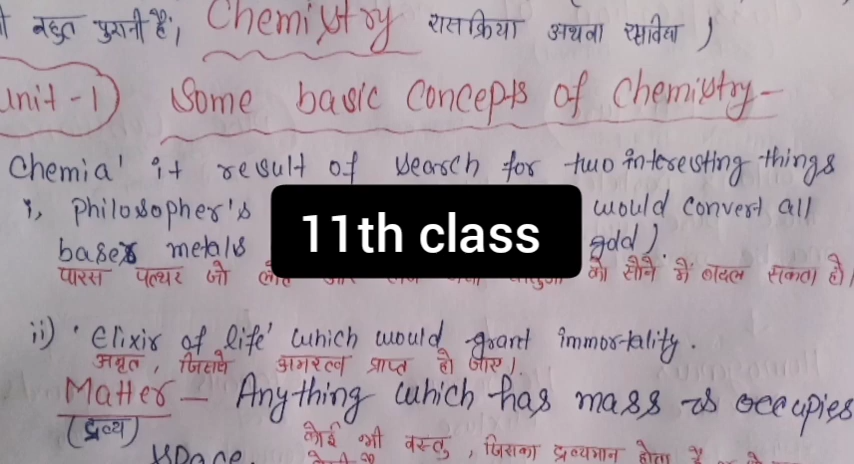 बहुत पुरानी है, Chemistry रासक्रिया अथवा रसविद्या
unit-1 Some basic Concepts of Chemistry-
Chemia' it result of search for two interesting things
i, philosopher's would convert all
11th class
bases metals gold)
पारस पत्थर जो को सोने में बदल सकता हो।
ii) 'Elixir of life' which would grant immortality.
अमृत, जिससे अमरत्व प्राप्त हो जाए।
Matter - Anything which has mass occupies
(द्रव्य) कोई भी वस्तु, जिसका द्रव्यमान होता है
space